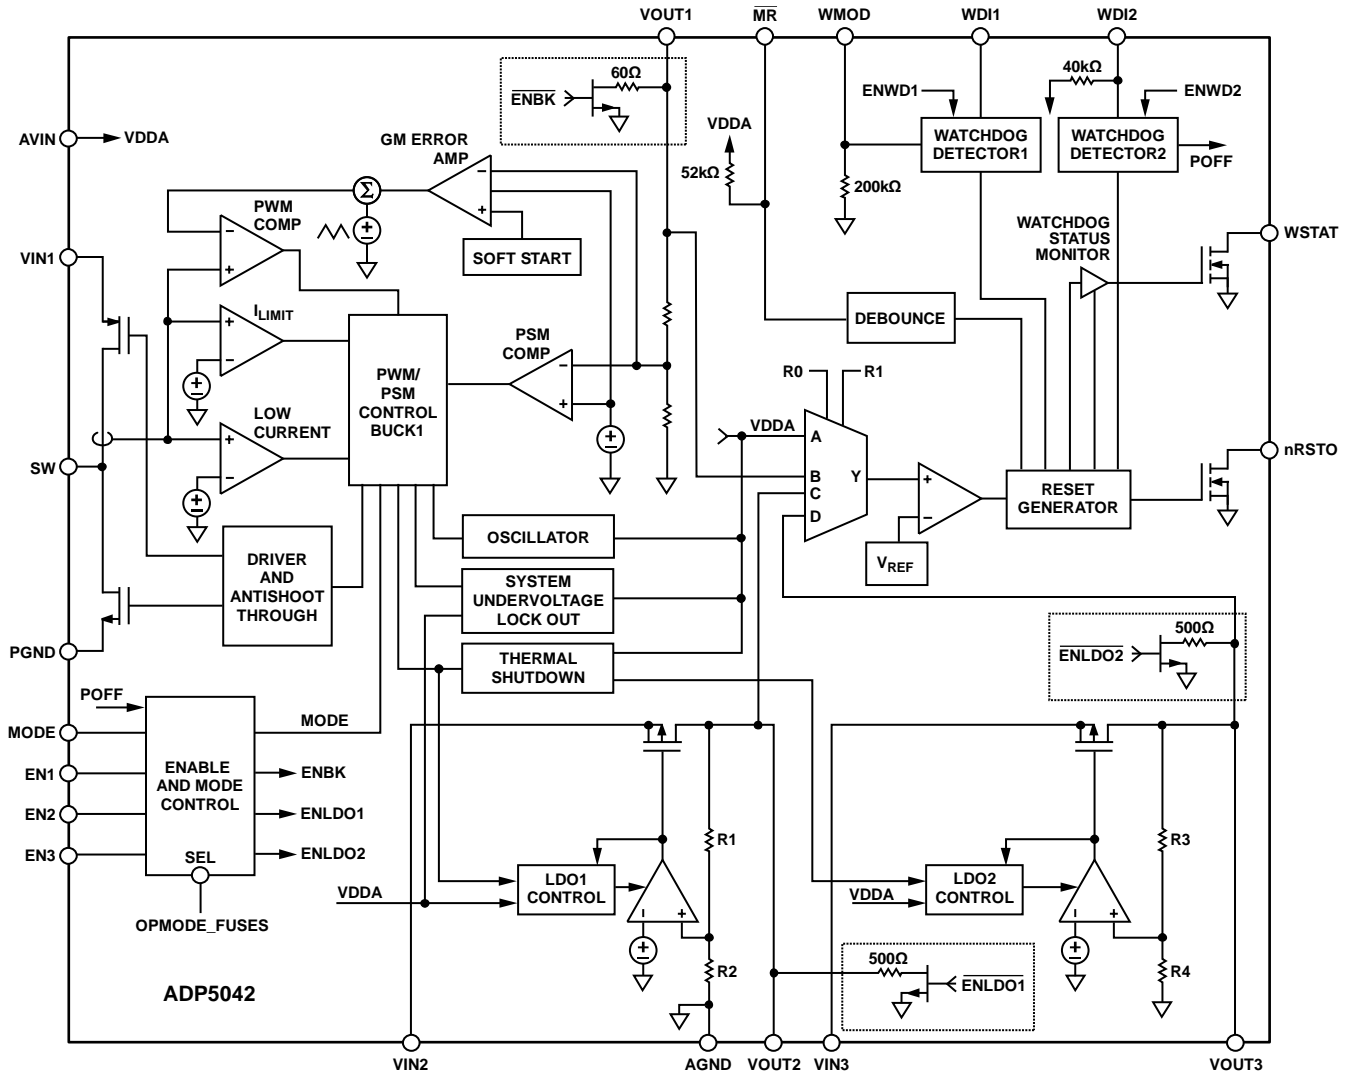 VOUT1
MR
WMOD
WDI1
WDI2
60Ω
ENBK
40kΩ
ENWD1
ENWD2
AVIN
VDDA
GM ERROR
AMP
VDDA
WATCHDOG
DETECTOR1
WATCHDOG
DETECTOR2
POFF
52kΩ
200kΩ
PWM
COMP
Σ
SOFT START
WATCHDOG
STATUS
MONITOR
WSTAT
VIN1
ILIMIT
DEBOUNCE
PSM
COMP
PWM/
PSM
CONTROL
BUCK1
R0
R1
LOW
CURRENT
VDDA
A
B
C
D
Y
SW
nRSTO
RESET
GENERATOR
VREF
OSCILLATOR
DRIVER
AND
ANTISHOOT
THROUGH
SYSTEM
UNDERVOLTAGE
LOCK OUT
THERMAL
SHUTDOWN
500Ω
ENLDO2
PGND
POFF
MODE
MODE
EN1
EN2
EN3
ENABLE
AND MODE
CONTROL
ENBK
ENLDO1
ENLDO2
SEL
OPMODE_FUSES
R1
R3
VDDA
LDO1
CONTROL
VDDA
LDO2
CONTROL
R2
500Ω
ENLDO1
R4
ADP5042
VIN2
AGND
VOUT2
VIN3
VOUT3